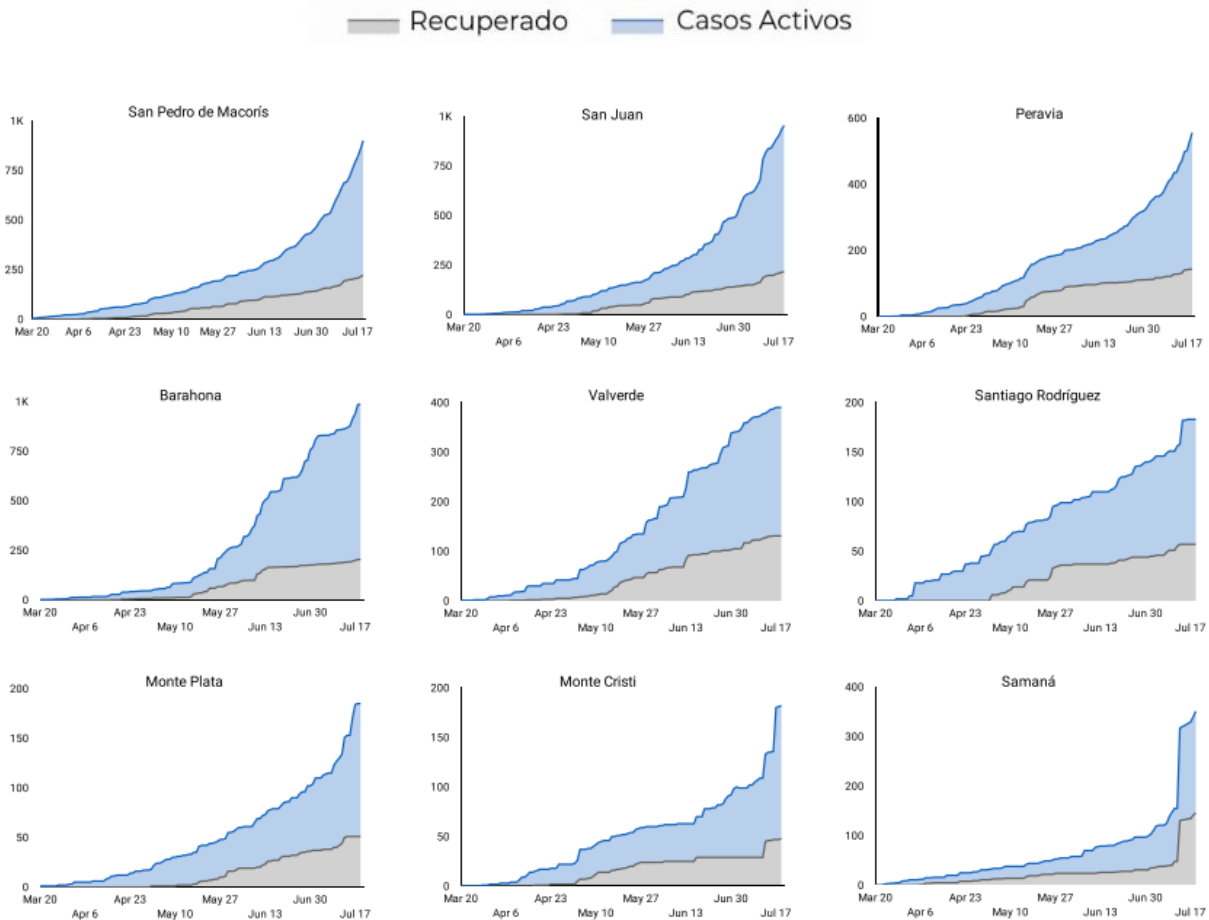 Recuperado Casos Activos
San Pedro de Macorís
1K
750
500
250
0
Mar 20 Apr 6 Apr 23 May 10 May 27 Jun 13 Jun 30 Jul 17
San Juan
1K
750
500
250
0
Mar 20 Apr 23 May 27 Jun 30
Apr 6 May 10 Jun 13 Jul 17
Peravia
600
400
200
0
Mar 20 Apr 23 May 27 Jun 30
Apr 6 May 10 Jun 13 Jul 17
Barahona
1K
750
500
250
0
Mar 20 Apr 23 May 27 Jun 30
Apr 6 May 10 Jun 13 Jul 17
Valverde
400
300
200
100
0
Mar 20 Apr 23 May 27 Jun 30
Apr 6 May 10 Jun 13 Jul 17
Santiago Rodríguez
200
150
100
50
0
Mar 20 Apr 23 May 27 Jun 30
Apr 6 May 10 Jun 13 Jul 17
Monte Plata
200
150
100
50
0
Mar 20 Apr 23 May 27 Jun 30
Apr 6 May 10 Jun 13 Jul 17
Monte Cristi
200
150
100
50
0
Mar 20 Apr 23 May 27 Jun 30
Apr 6 May 10 Jun 13 Jul 17
Samaná
400
300
200
100
0
Mar 20 Apr 23 May 27 Jun 30
Apr 6 May 10 Jun 13 Jul 17